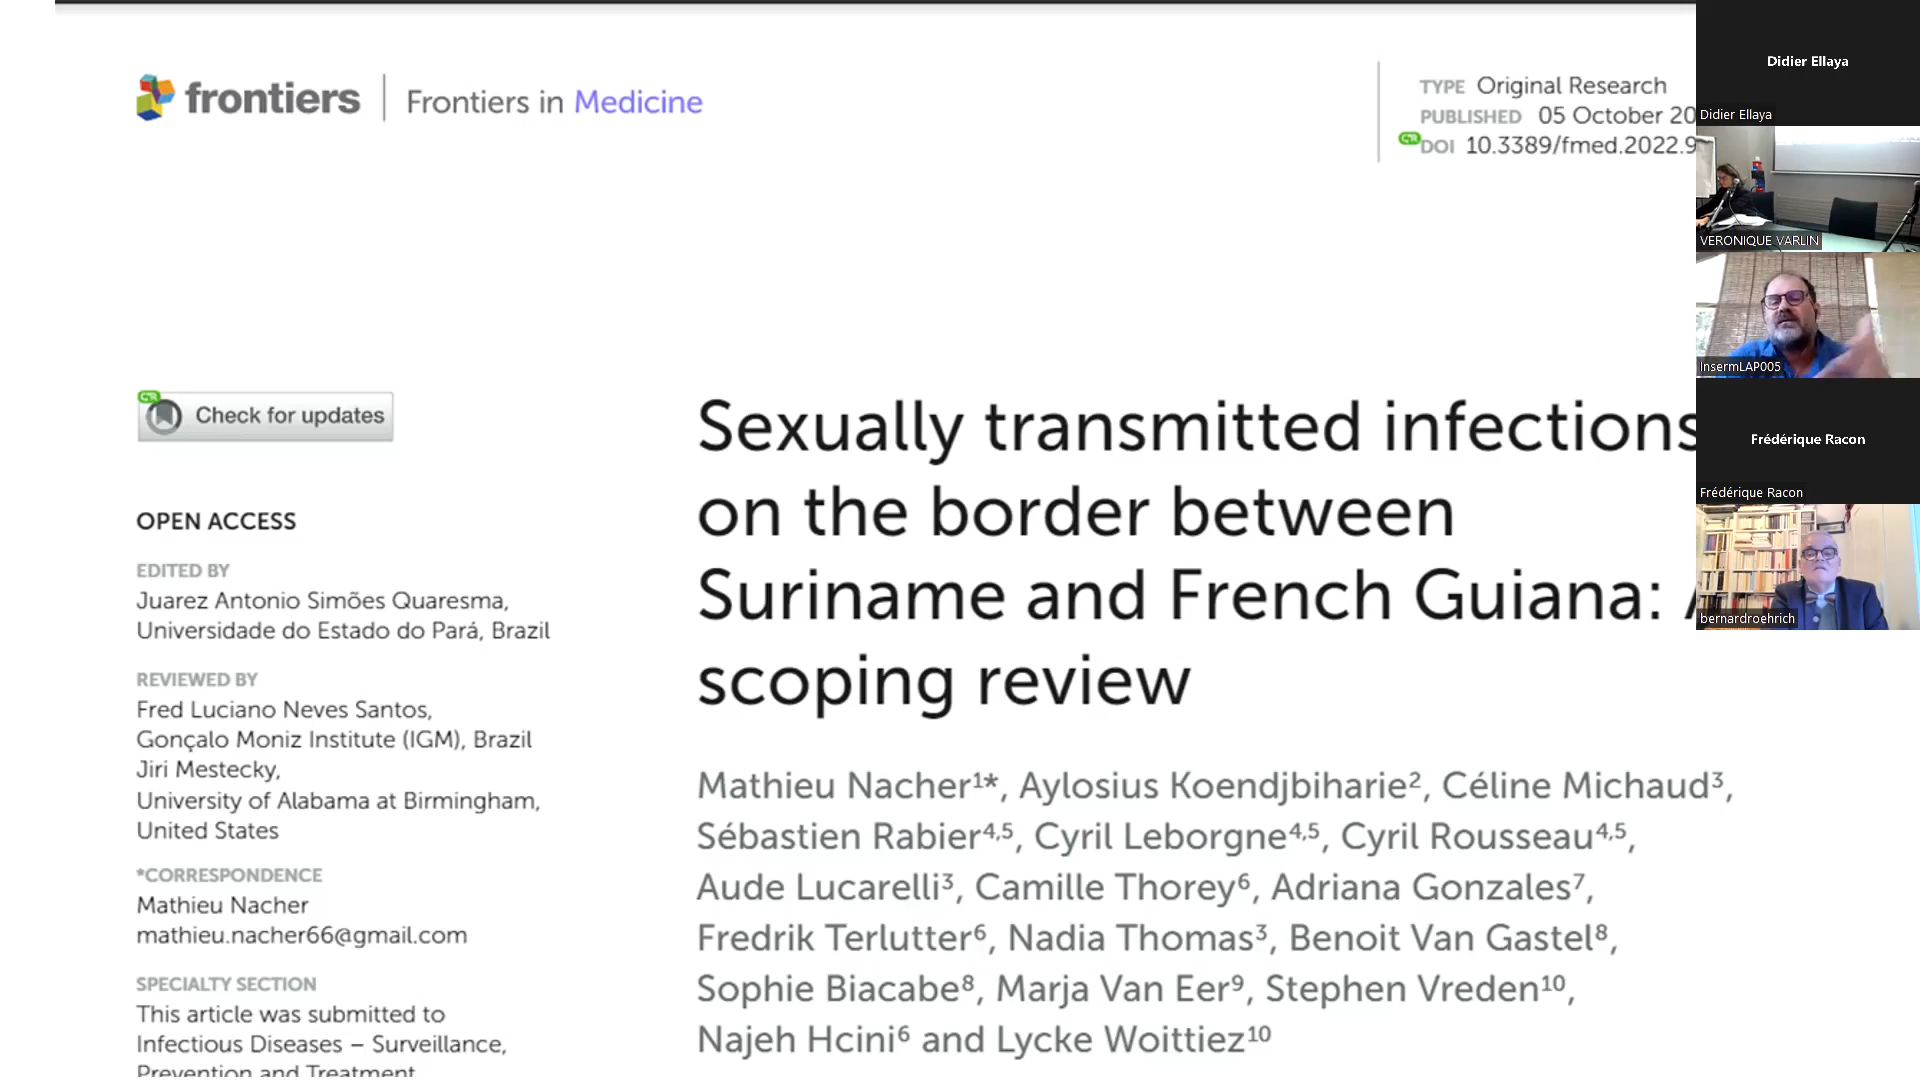 frontiers
Frontiers in Medicine
TYPE Original Research
PUBLISHED 05 October 20
DOI 10.3389/fmed.2022.9
Check for updates
OPEN ACCESS
EDITED BY
Juarez Antonio Simões Quaresma,
Universidade do Estado do Pará, Brazil
REVIEWED BY
Fred Luciano Neves Santos,
Gonçalo Moniz Institute (IGM), Brazil
Jiri Mestecky,
University of Alabama at Birmingham,
United States
*CORRESPONDENCE
Mathieu Nacher
mathieu.nacher66@gmail.com
SPECIALTY SECTION
This article was submitted to
Infectious Diseases – Surveillance,
Prevention and Treatment
Sexually transmitted infections
on the border between
Suriname and French Guiana: A
scoping review
Mathieu Nacher¹*, Aylosius Koendjbiharie², Céline Michaud³,
Sébastien Rabier⁴,⁵, Cyril Leborgne⁴,⁵, Cyril Rousseau⁴,⁵,
Aude Lucarelli³, Camille Thorey⁶, Adriana Gonzales⁷,
Fredrik Terlutter⁶, Nadia Thomas³, Benoit Van Gastel⁸,
Sophie Biacabe⁸, Marja Van Eer⁹, Stephen Vreden¹⁰,
Najeh Hcini⁶ and Lycke Woittiez¹⁰
Didier Ellaya
Didier Ellaya
VERONIQUE VARLIN
InsermLAP005
Frédérique Racon
Frédérique Racon
bernardroehrich